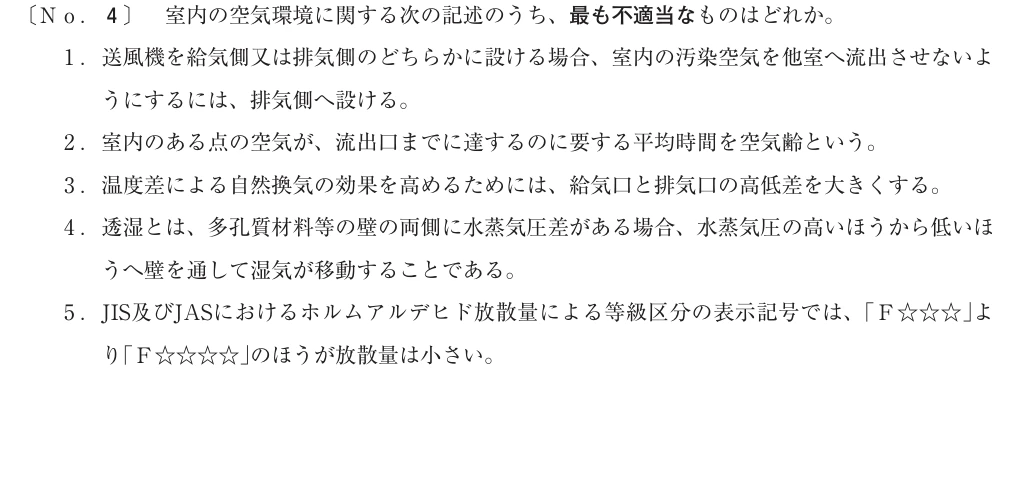 〔Ｎｏ．４〕　室内の空気環境に関する次の記述のうち、最も不適当なものはどれか。
１．送風機を給気側又は排気側のどちらかに設ける場合、室内の汚染空気を他室へ流出させないよ
うにするには、排気側へ設ける。
２．室内のある点の空気が、流出口までに達するのに要する平均時間を空気齢という。
３．温度差による自然換気の効果を高めるためには、給気口と排気口の高低差を大きくする。
４．透湿とは、多孔質材料等の壁の両側に水蒸気圧差がある場合、水蒸気圧の高いほうから低いほ
うへ壁を通して湿気が移動することである。
５．JIS及びJASにおけるホルムアルデヒド放散量による等級区分の表示記号では、「Ｆ☆☆☆」よ
り「Ｆ☆☆☆☆」のほうが放散量は小さい。